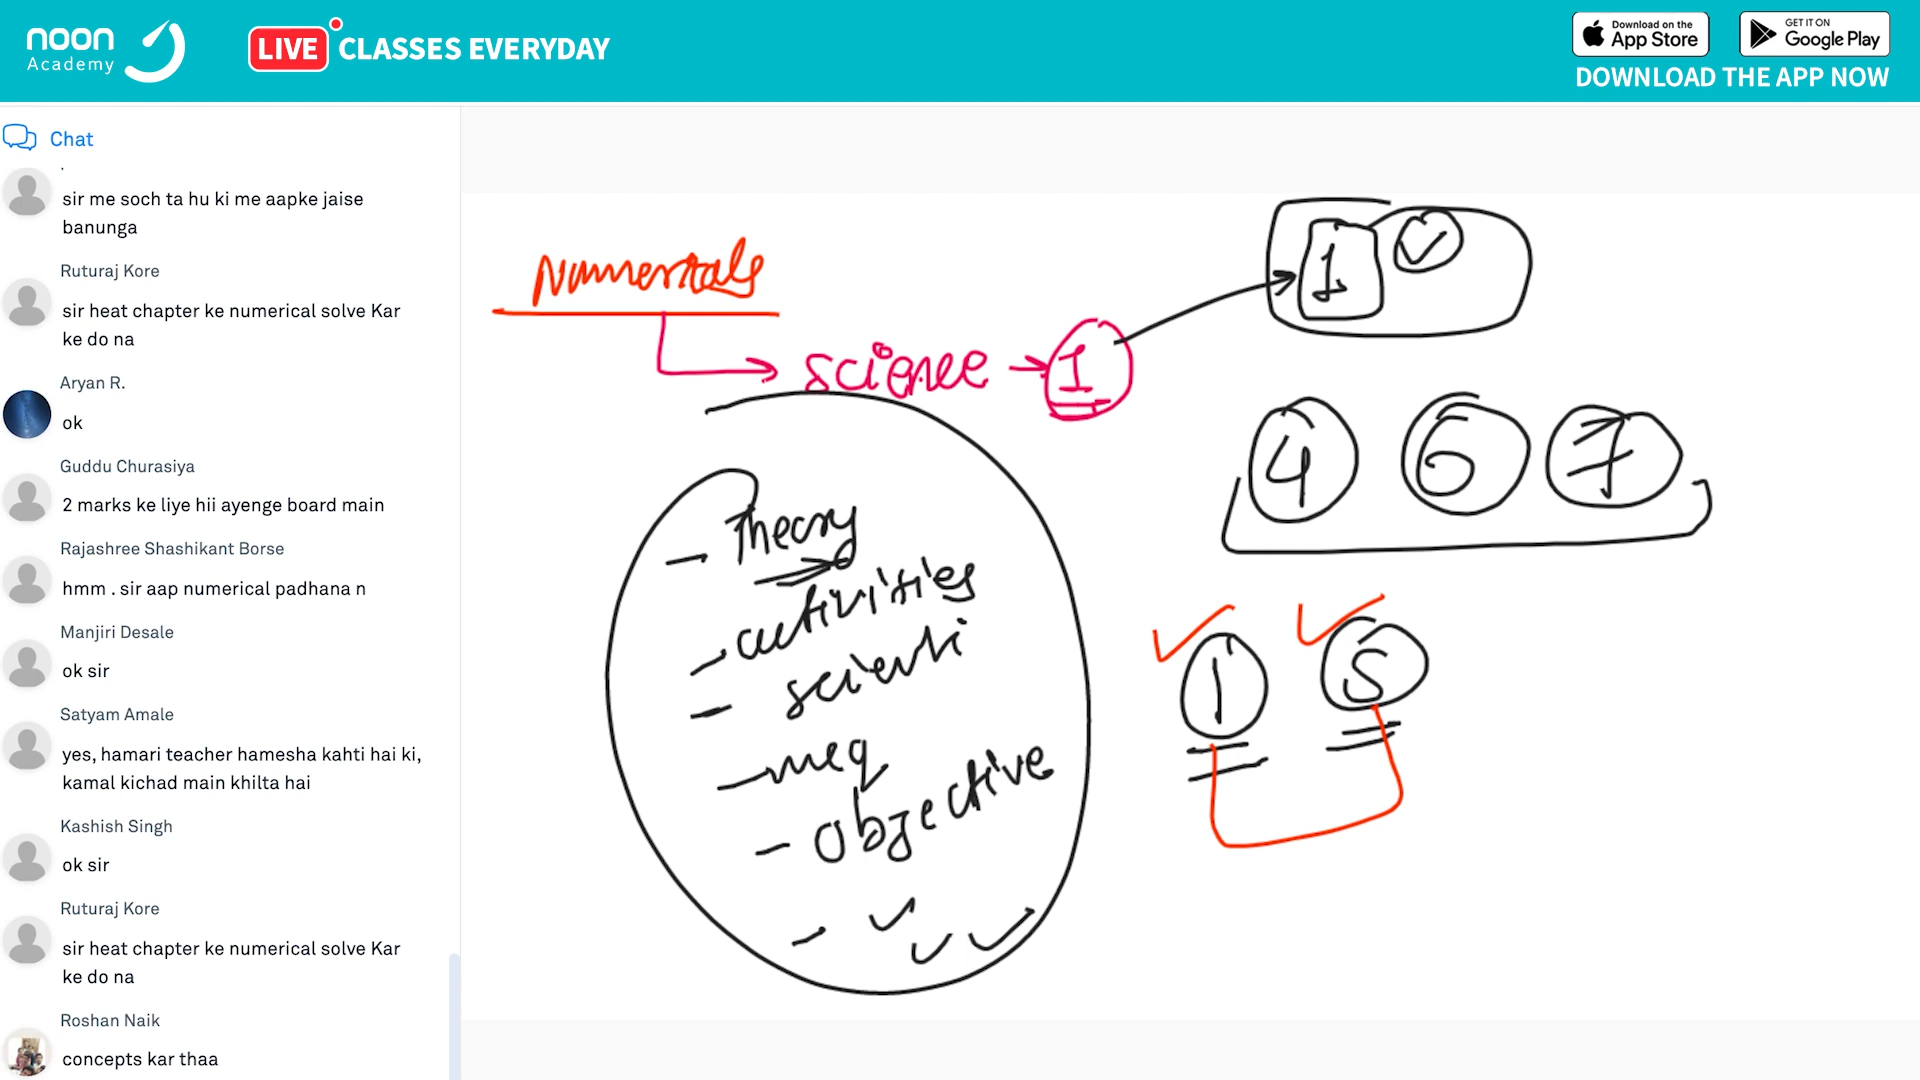 noon
Academy
LIVE CLASSES EVERYDAY
Download on the
App Store
GET IT ON
Google Play
DOWNLOAD THE APP NOW
Chat
sir me soch ta hu ki me aapke jaise
banunga
Ruturaj Kore
sir heat chapter ke numerical solve Kar
ke do na
Aryan R.
ok
Guddu Churasiya
2 marks ke liye hii ayenge board main
Rajashree Shashikant Borse
hmm . sir aap numerical padhana n
Manjiri Desale
ok sir
Satyam Amale
yes, hamari teacher hamesha kahti hai ki,
kamal kichad main khilta hai
Kashish Singh
ok sir
Ruturaj Kore
sir heat chapter ke numerical solve Kar
ke do na
Roshan Naik
concepts kar thaa
Numericals
science → 1
1
4 6 7
- Theory
- activities
- scienti
- mcq
- objective
-
1 5